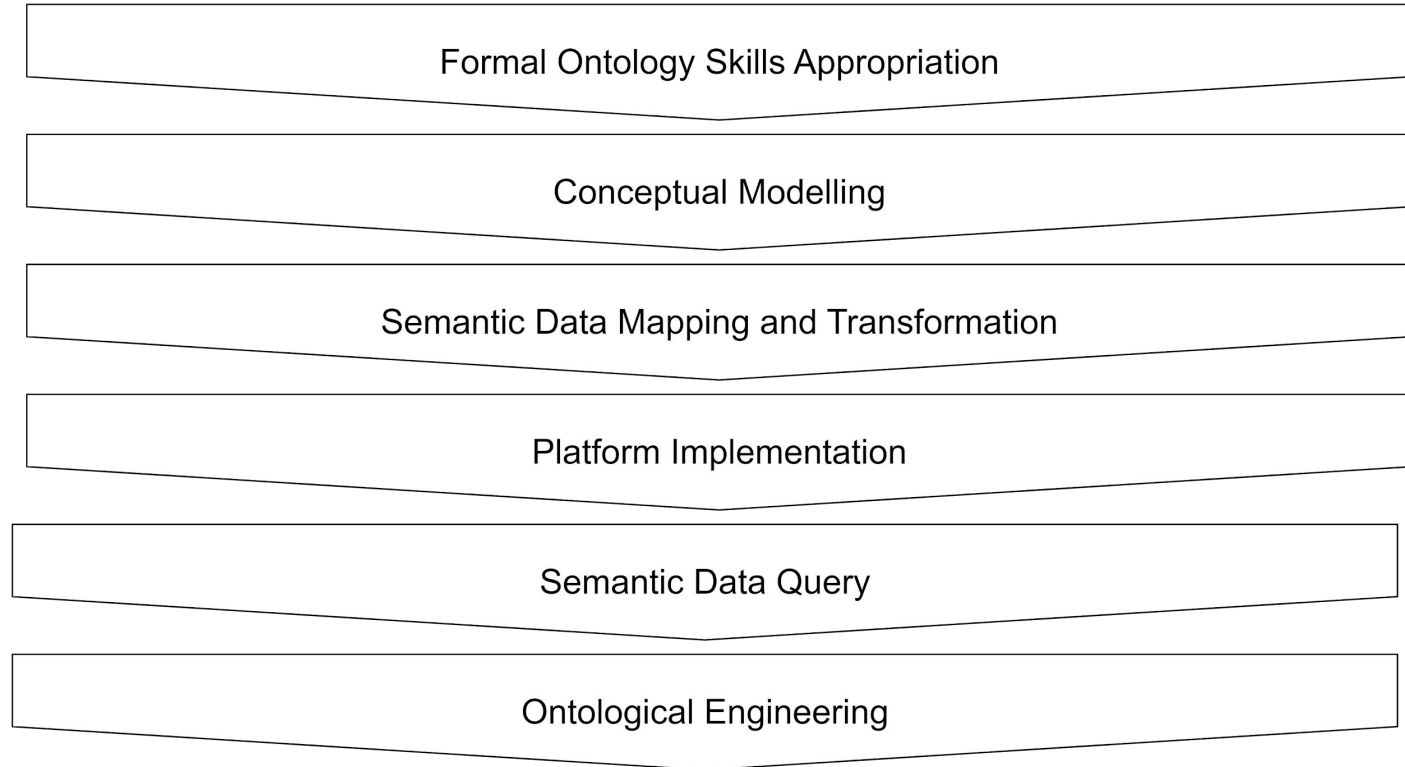 Formal Ontology Skills Appropriation
Conceptual Modelling
Semantic Data Mapping and Transformation
Platform Implementation
Semantic Data Query
Ontological Engineering